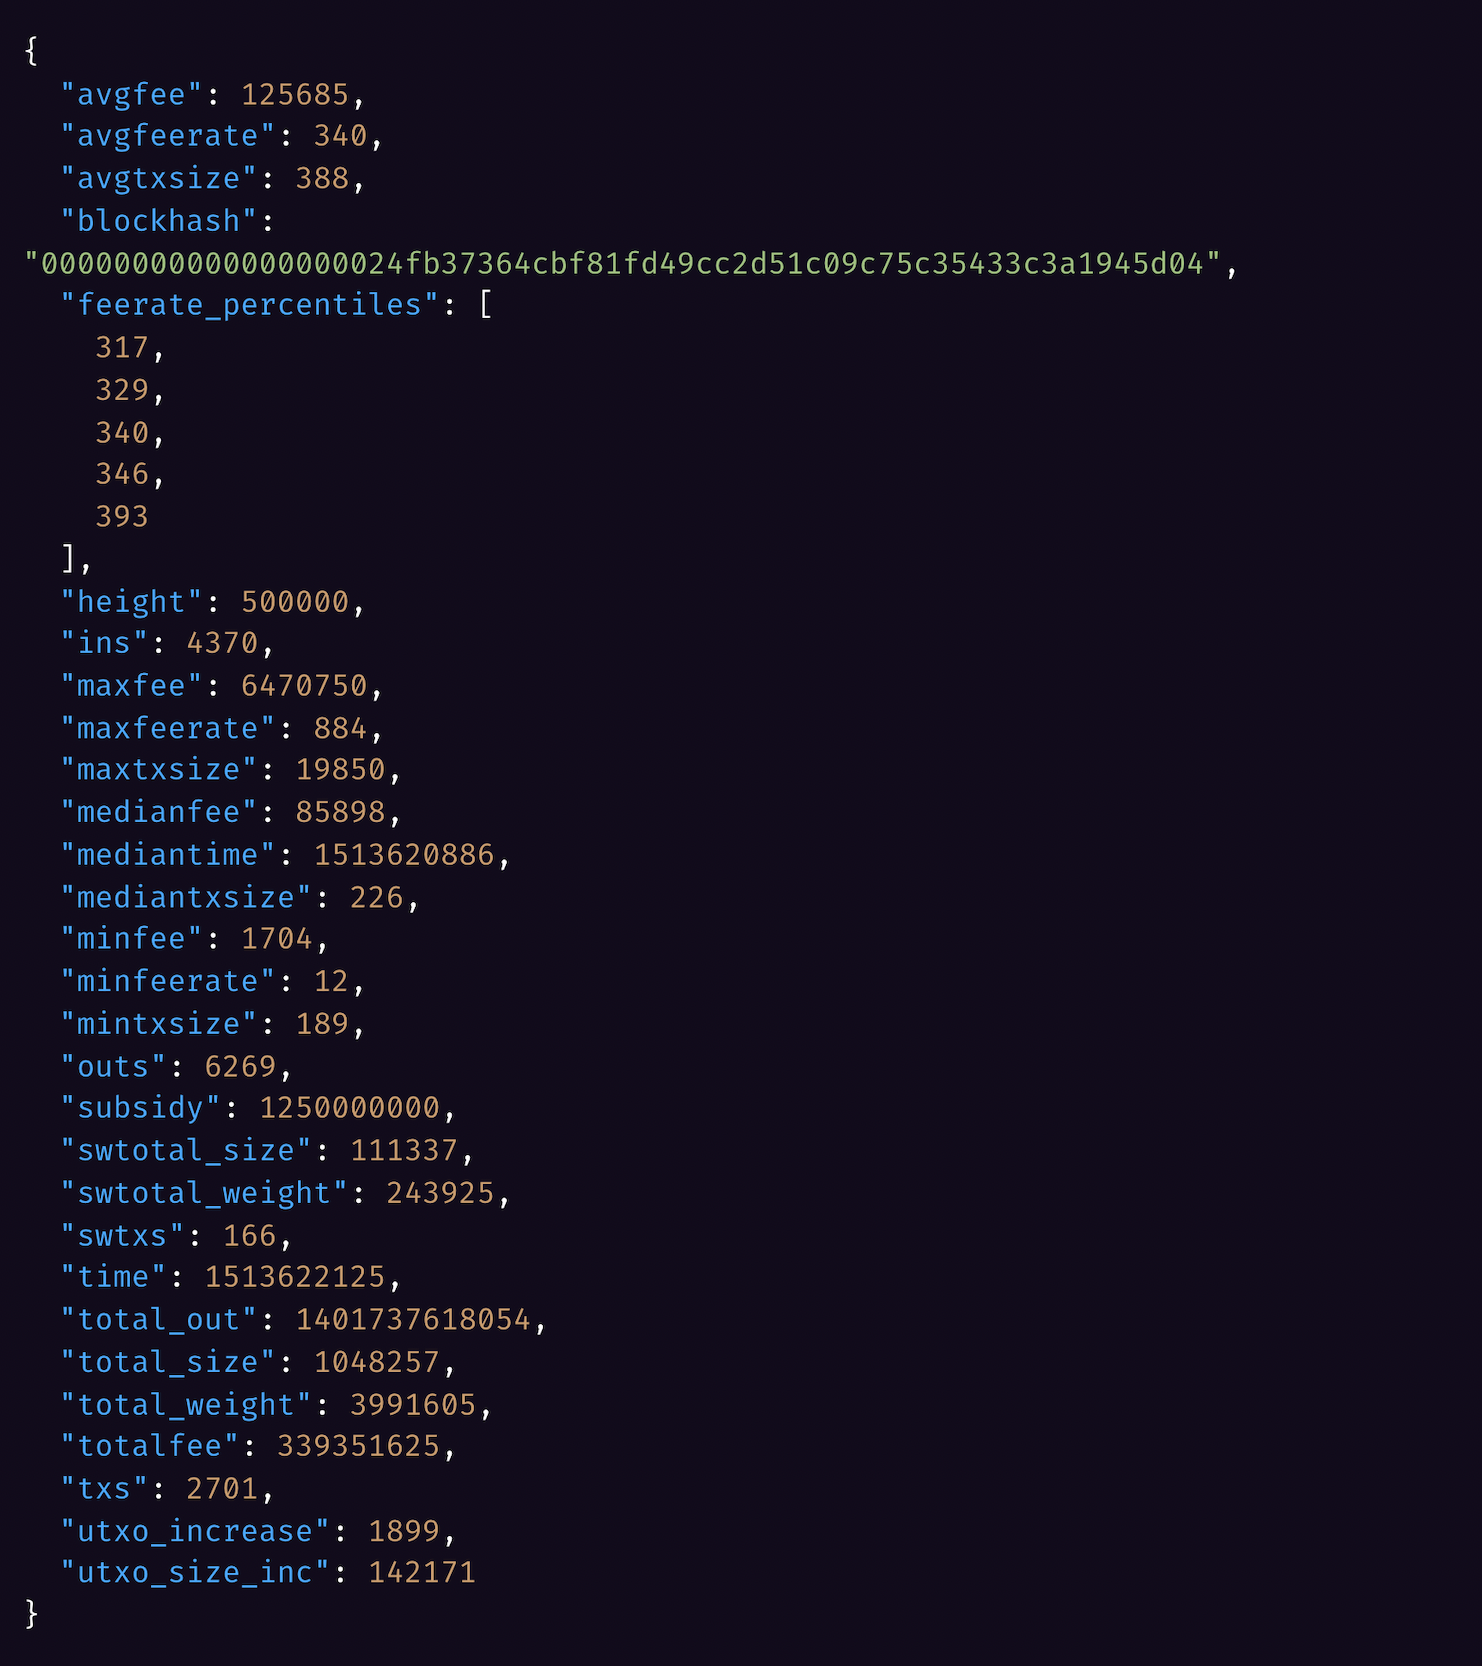 {
  "avgfee": 125685,
  "avgfeerate": 340,
  "avgtxsize": 388,
  "blockhash":
"00000000000000000024fb37364cbf81fd49cc2d51c09c75c35433c3a1945d04",
  "feerate_percentiles": [
    317,
    329,
    340,
    346,
    393
  ],
  "height": 500000,
  "ins": 4370,
  "maxfee": 6470750,
  "maxfeerate": 884,
  "maxtxsize": 19850,
  "medianfee": 85898,
  "mediantime": 1513620886,
  "mediantxsize": 226,
  "minfee": 1704,
  "minfeerate": 12,
  "mintxsize": 189,
  "outs": 6269,
  "subsidy": 1250000000,
  "swtotal_size": 111337,
  "swtotal_weight": 243925,
  "swtxs": 166,
  "time": 1513622125,
  "total_out": 1401737618054,
  "total_size": 1048257,
  "total_weight": 3991605,
  "totalfee": 339351625,
  "txs": 2701,
  "utxo_increase": 1899,
  "utxo_size_inc": 142171
}